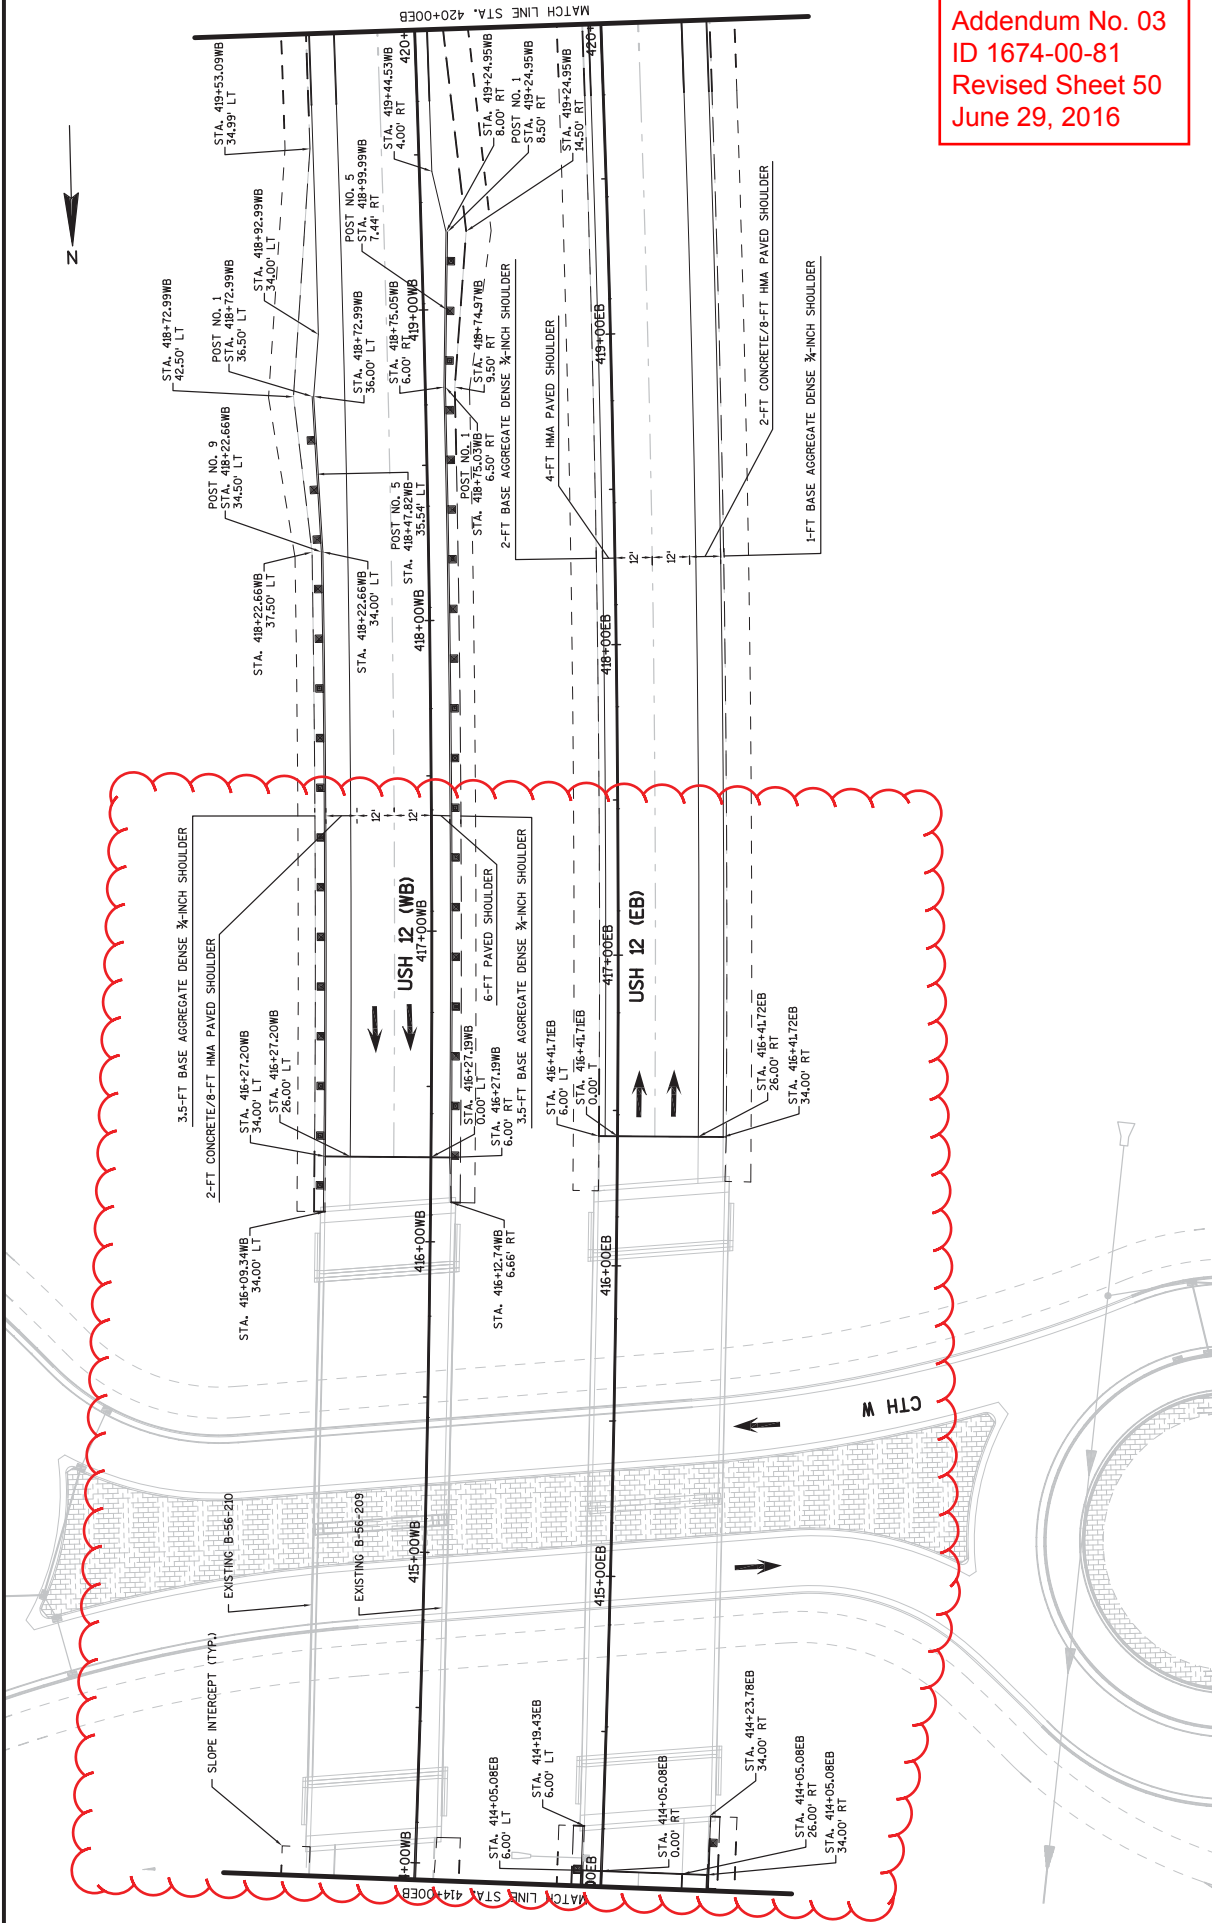 Addendum No. 03
ID 1674-00-81
Revised Sheet 50
June 29, 2016
MATCH LINE STA. 420+00EB
N
STA. 419+53.09WB
34.99' LT
STA. 418+92.99WB
34.00' LT
STA. 418+72.99WB
42.50' LT
POST NO. 1
STA. 418+72.99WB
36.50' LT
STA. 418+72.99WB
36.00' LT
POST NO. 9
STA. 418+22.66WB
34.50' LT
STA. 418+22.66WB
37.50' LT
STA. 418+22.66WB
34.00' LT
POST NO. 5
STA. 418+47.82WB
35.54' LT
STA. 419+44.53WB
4.00' RT
420+
STA. 419+24.95WB
8.00' RT
POST NO. 1
STA. 419+24.95WB
8.50' RT
STA. 419+24.95WB
14.50' RT
420+
POST NO. 5
STA. 418+99.99WB
7.44' RT
STA. 418+75.05WB
6.00' RT
STA. 418+74.97WB
9.50' RT
POST NO. 1
STA. 418+75.03WB
6.50' RT
419+00WB
418+00WB
2-FT BASE AGGREGATE DENSE ¾-INCH SHOULDER
4-FT HMA PAVED SHOULDER
419+00EB
418+00EB
12'
12'
2-FT CONCRETE/8-FT HMA PAVED SHOULDER
1-FT BASE AGGREGATE DENSE ¾-INCH SHOULDER
3.5-FT BASE AGGREGATE DENSE ¾-INCH SHOULDER
2-FT CONCRETE/8-FT HMA PAVED SHOULDER
12'
12'
USH 12 (WB)
417+00WB
6-FT PAVED SHOULDER
3.5-FT BASE AGGREGATE DENSE ¾-INCH SHOULDER
417+00EB
USH 12 (EB)
STA. 416+27.20WB
34.00' LT
STA. 416+27.20WB
26.00' LT
STA. 416+27.19WB
0.00' LT
STA. 416+27.19WB
6.00' RT
STA. 416+41.71EB
6.00' LT
STA. 416+41.71EB
STA. 416+41.72EB
26.00' RT
STA. 416+41.72EB
34.00' RT
STA. 416+09.34WB
34.00' LT
416+00WB
STA. 416+12.74WB
6.66' RT
416+00EB
CTH W
EXISTING B-56-210
EXISTING B-56-209
415+00WB
415+00EB
SLOPE INTERCEPT (TYP.)
STA. 414+05.08EB
6.00' LT
STA. 414+19.43EB
6.00' LT
STA. 414+05.08EB
0.00' RT
STA. 414+23.78EB
34.00' RT
STA. 414+05.08EB
26.00' RT
STA. 414+05.08EB
34.00' RT
+00WB
00EB
MATCH LINE STA. 414+00EB